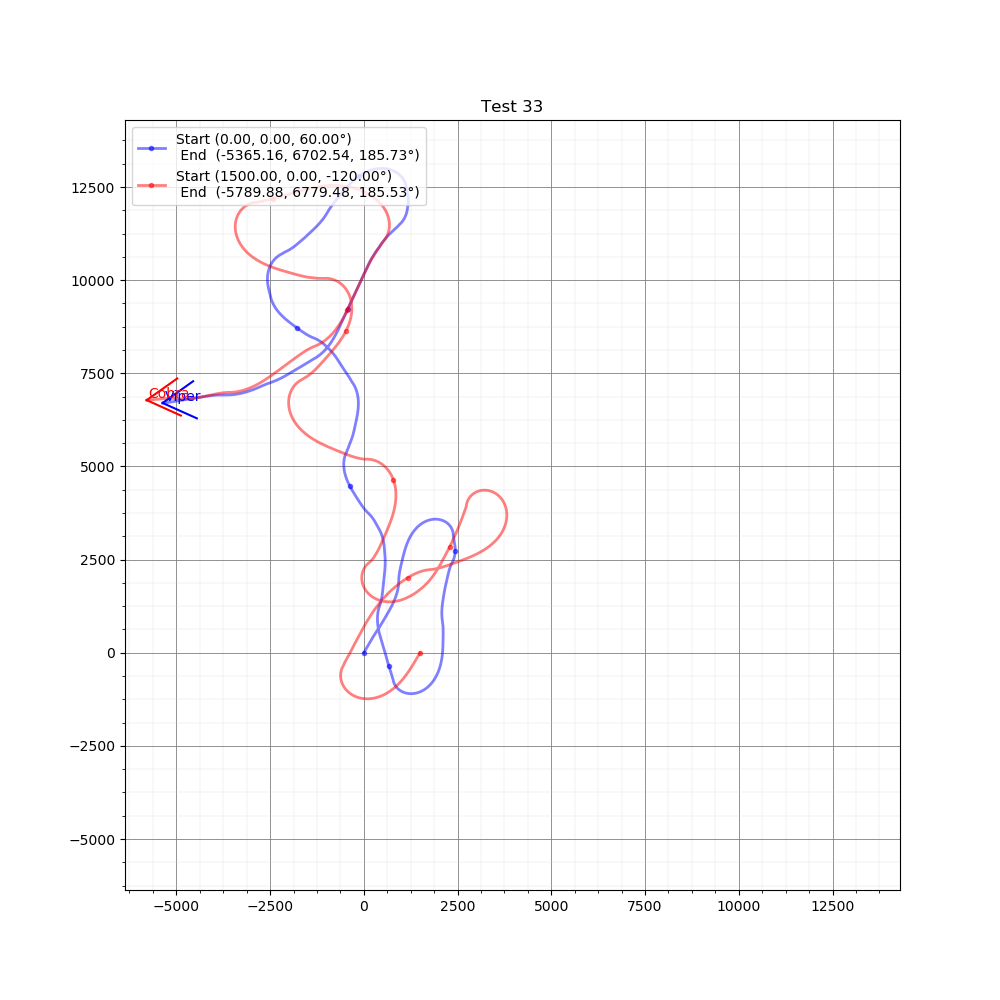 Test 33
Start (0.00, 0.00, 60.00°)
End (-5365.16, 6702.54, 185.73°)
Start (1500.00, 0.00, -120.00°)
End (-5789.88, 6779.48, 185.53°)
12500
10000
7500
5000
2500
0
−2500
−5000
Cobra
Viper
−5000
−2500
0
2500
5000
7500
10000
12500